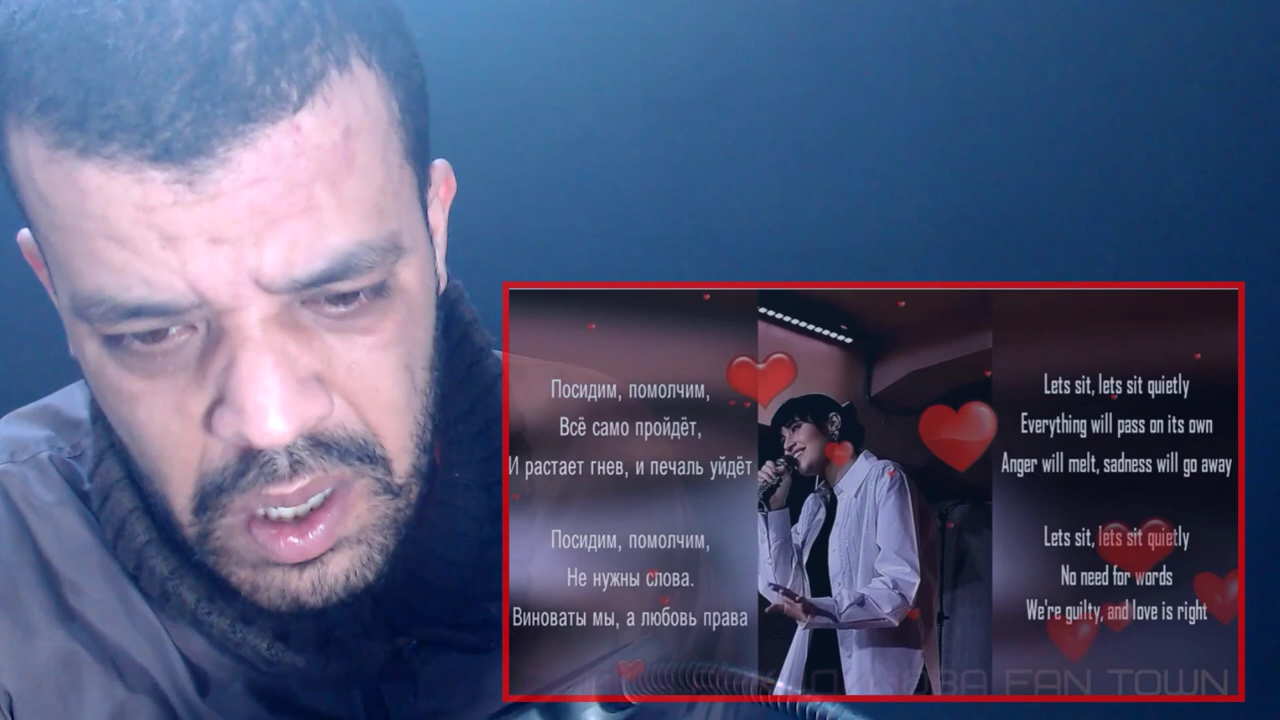 Посидим, помолчим,
Всё само пройдёт,
И растает гнев, и печаль уйдёт
Посидим, помолчим,
Не нужны слова.
Виноваты мы, а любовь права
Lets sit, lets sit quietly
Everything will pass on its own
Anger will melt, sadness will go away
Lets sit, lets sit quietly
No need for words
We're guilty, and love is right
FAN TOWN